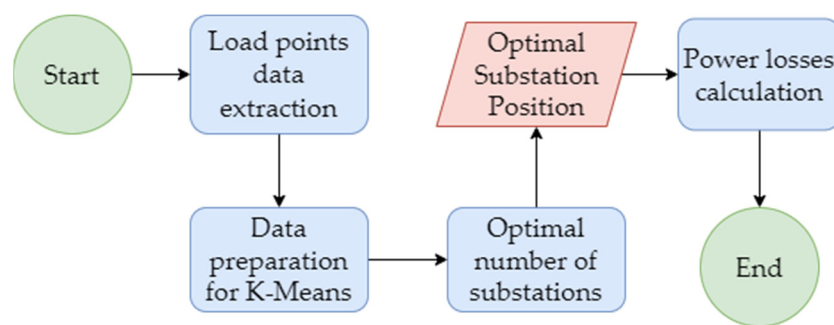 Start
Load points
data
extraction
Data
preparation
for K-Means
Optimal
number of
substations
Optimal
Substation
Position
Power losses
calculation
End